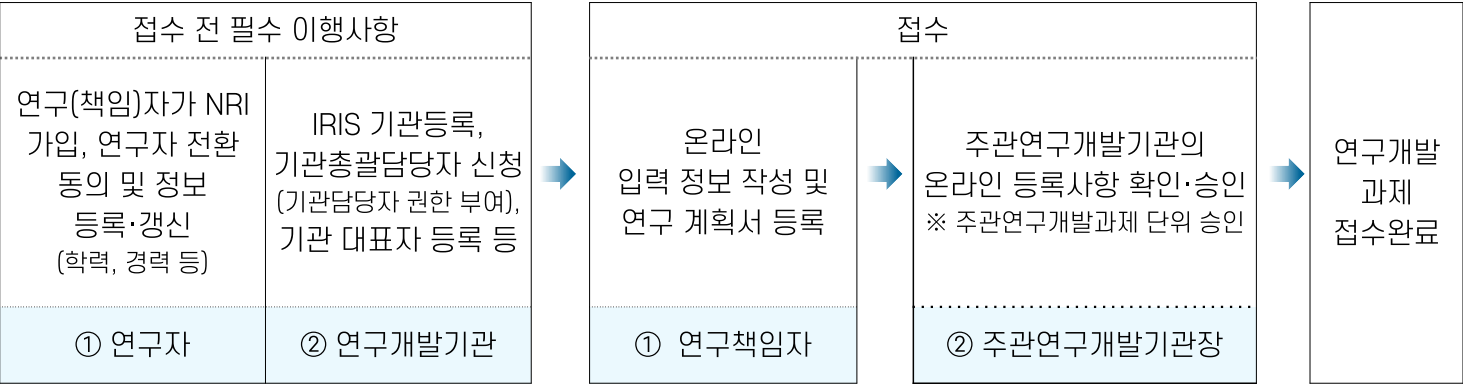 접수 전 필수 이행사항
연구(책임)자가 NRI
가입, 연구자 전환
동의 및 정보
등록·갱신
(학력, 경력 등)
① 연구자
IRIS 기관등록,
기관총괄담당자 신청
(기관담당자 권한 부여),
기관 대표자 등록 등
② 연구개발기관
접수
온라인
입력 정보 작성 및
연구 계획서 등록
① 연구책임자
주관연구개발기관의
온라인 등록사항 확인·승인
※ 주관연구개발과제 단위 승인
② 주관연구개발기관장
연구개발
과제
접수완료